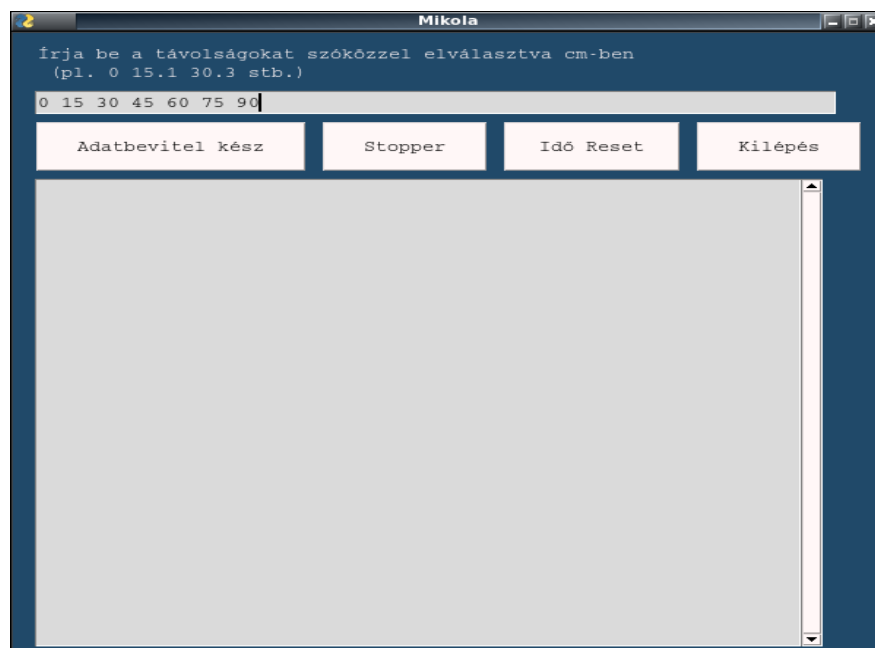 Mikola
Írja be a távolságokat szóközzel elválasztva cm-ben
(pl. 0 15.1 30.3 stb.)
0 15 30 45 60 75 90
Adatbevitel kész
Stopper
Idő Reset
Kilépés